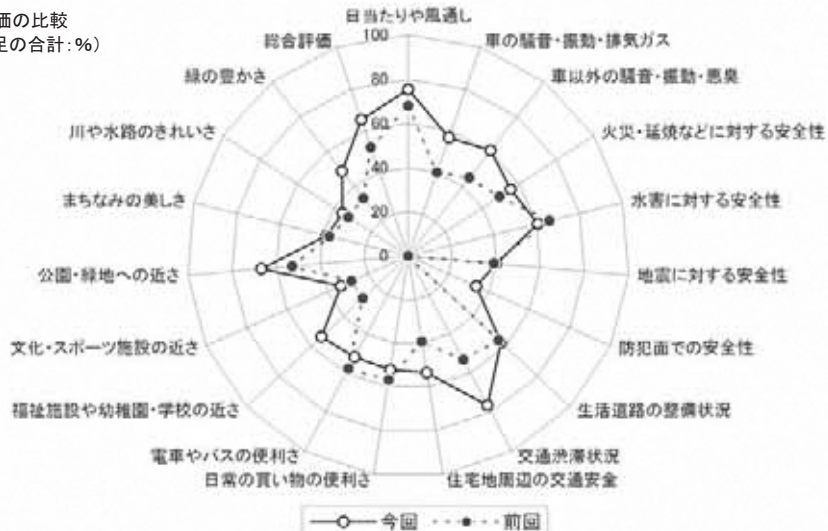 価の比較
足の合計:%)
日当たりや風通し
車の騒音・振動・排気ガス
車以外の騒音・振動・悪臭
火災・延焼などに対する安全性
水害に対する安全性
地震に対する安全性
防犯面での安全性
生活道路の整備状況
交通渋滞状況
住宅地周辺の交通安全
日常の買い物の便利さ
電車やバスの便利さ
福祉施設や幼稚園・学校の近さ
文化・スポーツ施設の近さ
公園・緑地への近さ
まちなみの美しさ
川や水路のきれいさ
緑の豊かさ
総合評価
100
80
60
40
20
0
今回
前回